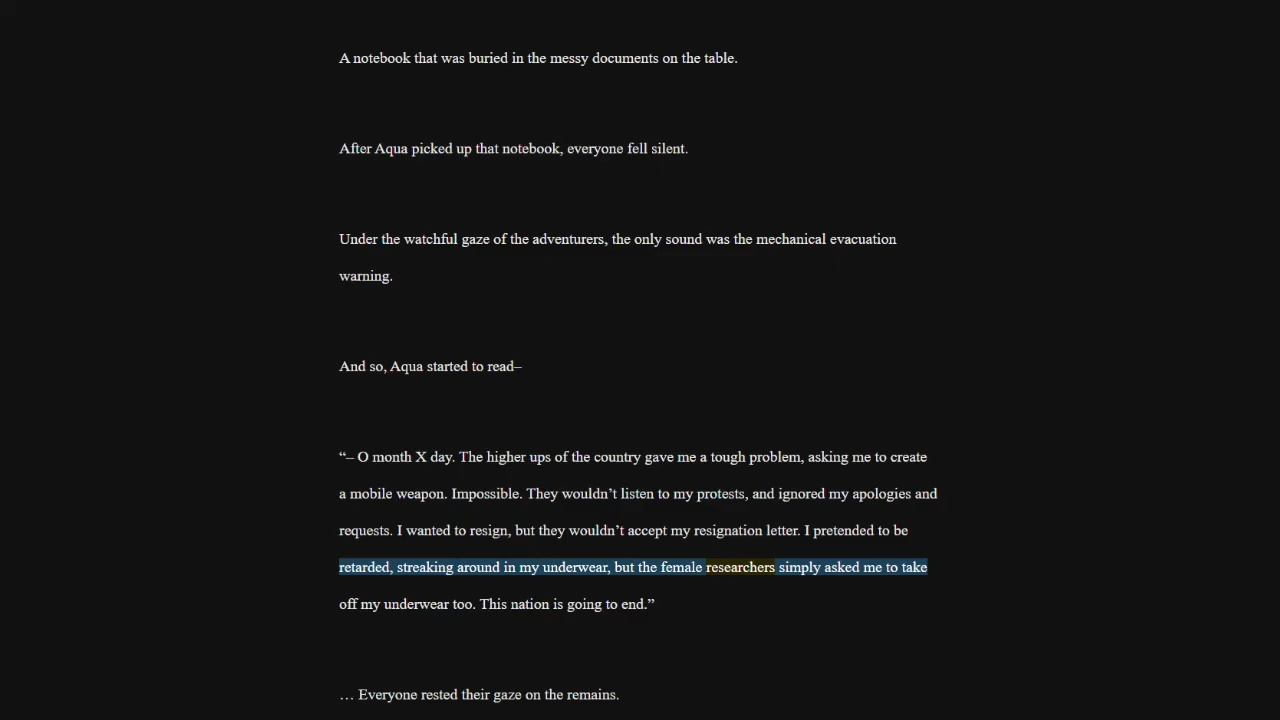 A notebook that was buried in the messy documents on the table.
After Aqua picked up that notebook, everyone fell silent.
Under the watchful gaze of the adventurers, the only sound was the mechanical evacuation
warning.
And so, Aqua started to read–
“– O month X day. The higher ups of the country gave me a tough problem, asking me to create
a mobile weapon. Impossible. They wouldn’t listen to my protests, and ignored my apologies and
requests. I wanted to resign, but they wouldn’t accept my resignation letter. I pretended to be
retarded, streaking around in my underwear, but the female researchers simply asked me to take
off my underwear too. This nation is going to end.”
… Everyone rested their gaze on the remains.